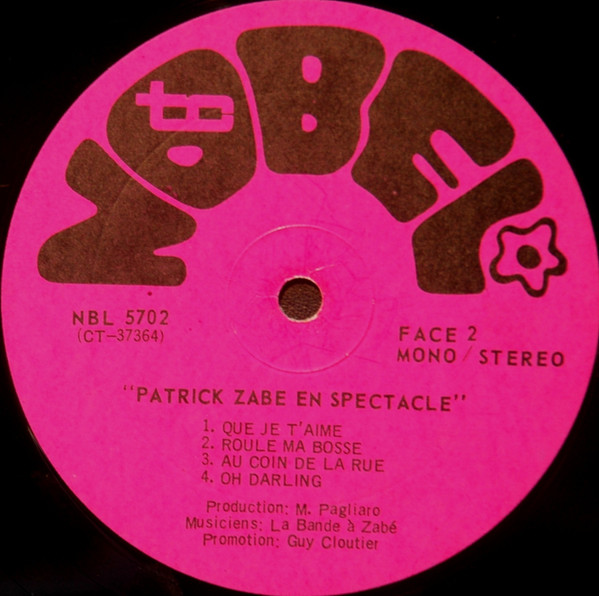 NOBEL
NBL 5702
(CT-37364)
FACE 2
MONO / STEREO
"PATRICK ZABE EN SPECTACLE"
1. QUE JE T'AIME
2. ROULE MA BOSSE
3. AU COIN DE LA RUE
4. OH DARLING
Production: M. Pagliaro
Musiciens: La Bande à Zabé
Promotion: Guy Cloutier